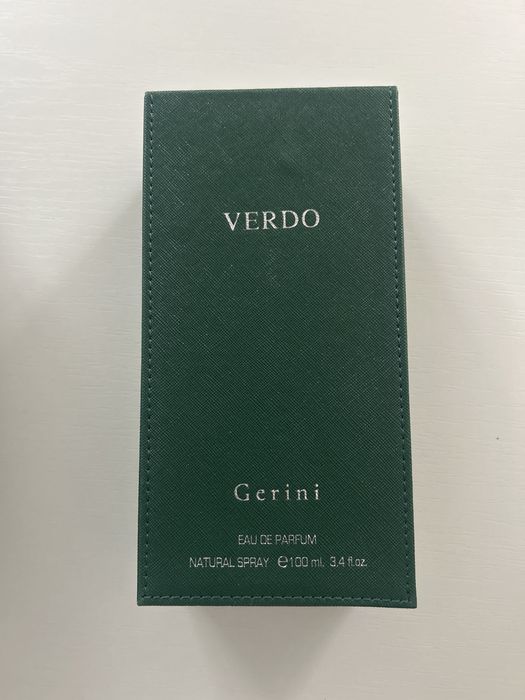 VERDO
Gerini
EAU DE PARFUM
NATURAL SPRAY ℮100 ml. 3.4 fl.oz.